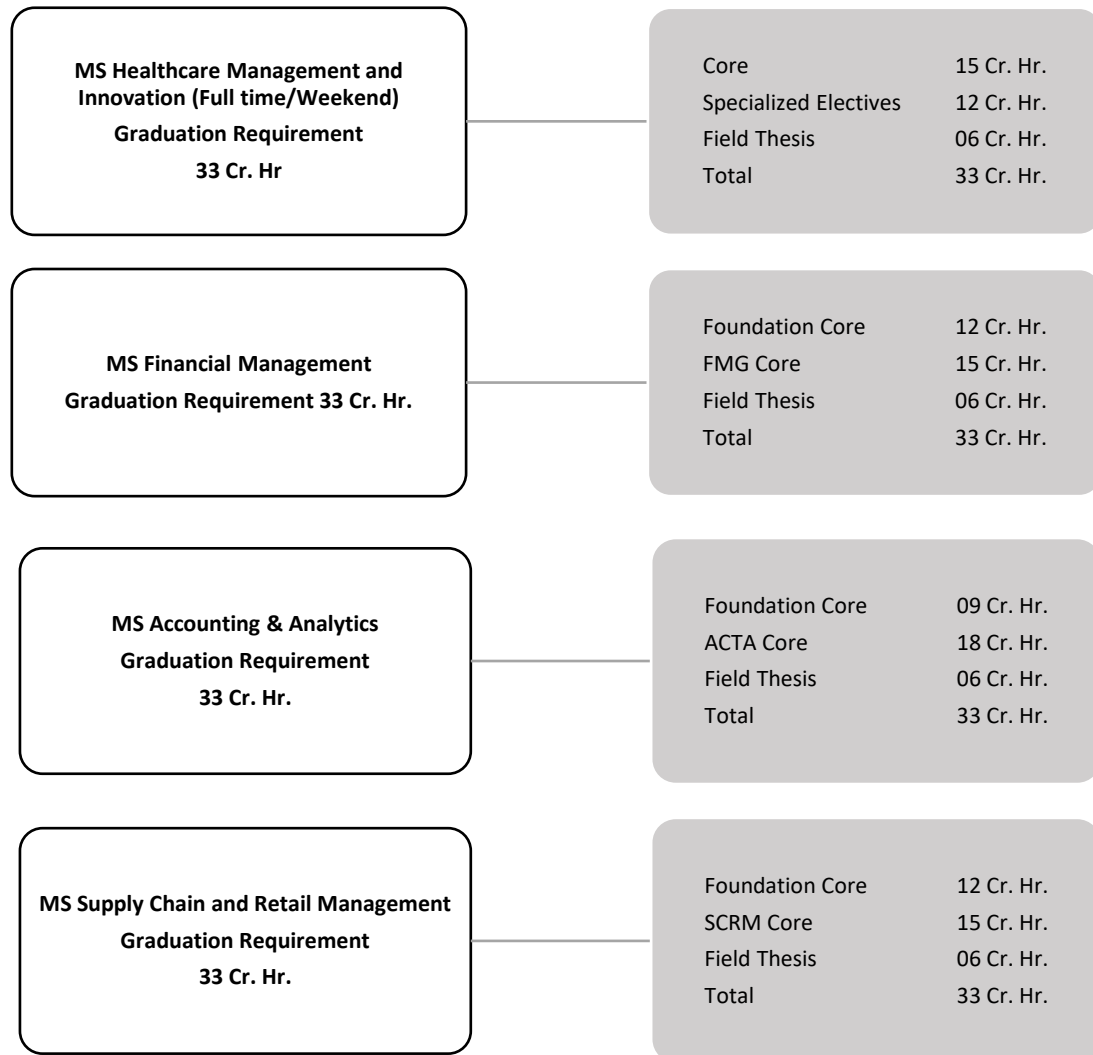 MS Healthcare Management and
Innovation (Full time/Weekend)
Graduation Requirement
33 Cr. Hr
Core 15 Cr. Hr.
Specialized Electives 12 Cr. Hr.
Field Thesis 06 Cr. Hr.
Total 33 Cr. Hr.
MS Financial Management
Graduation Requirement 33 Cr. Hr.
Foundation Core 12 Cr. Hr.
FMG Core 15 Cr. Hr.
Field Thesis 06 Cr. Hr.
Total 33 Cr. Hr.
MS Accounting & Analytics
Graduation Requirement
33 Cr. Hr.
Foundation Core 09 Cr. Hr.
ACTA Core 18 Cr. Hr.
Field Thesis 06 Cr. Hr.
Total 33 Cr. Hr.
MS Supply Chain and Retail Management
Graduation Requirement
33 Cr. Hr.
Foundation Core 12 Cr. Hr.
SCRM Core 15 Cr. Hr.
Field Thesis 06 Cr. Hr.
Total 33 Cr. Hr.